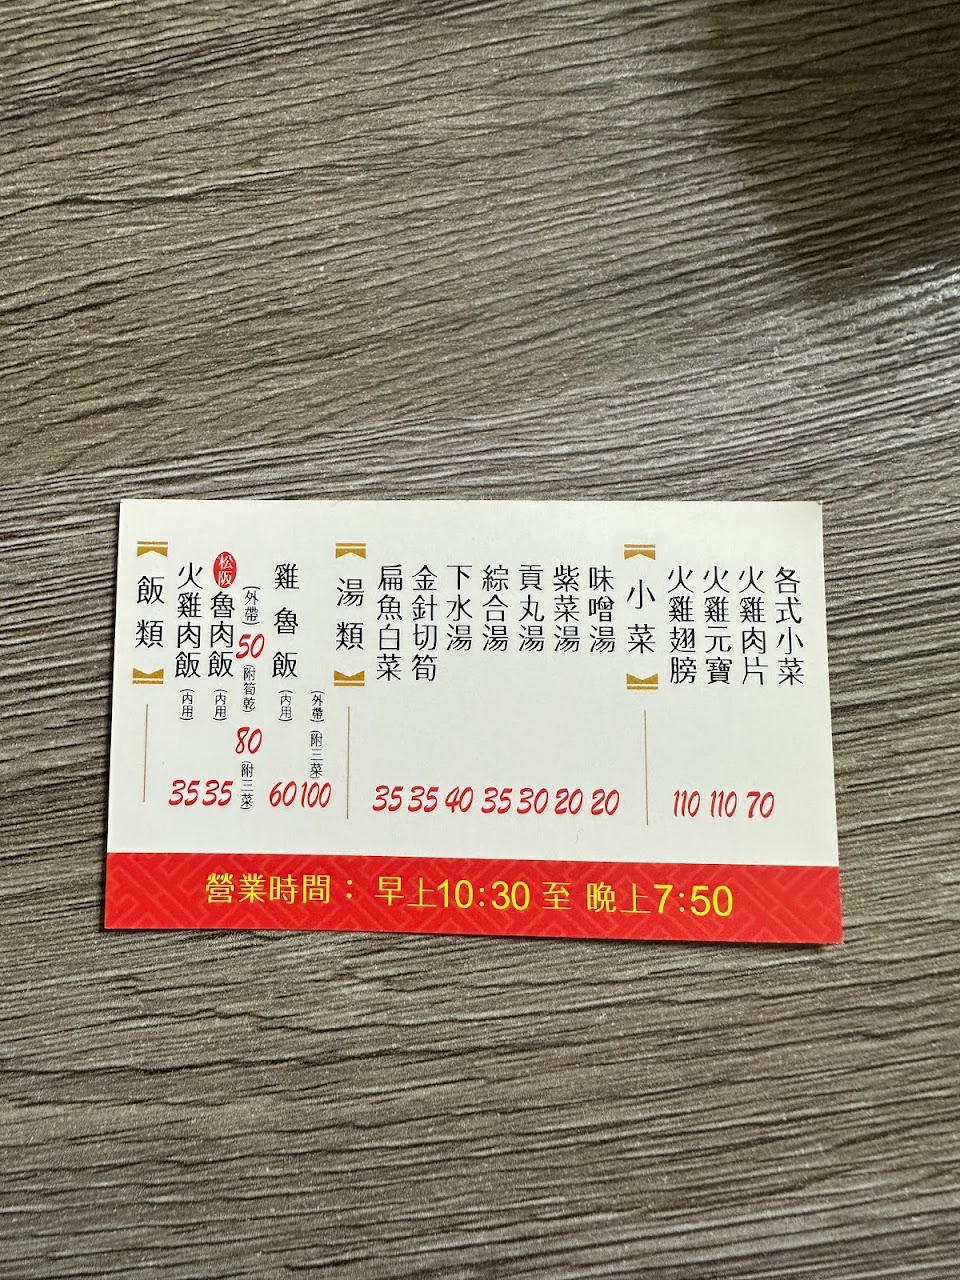 飯類
火雞肉飯(內用) 35
松阪魯肉飯(內用) 35
(外帶)50(附筍乾) 80(附三菜)
雞魯飯(內用) 60
(外帶)(附三菜) 100
湯類
扁魚白菜 35
金針切筍 35
下水湯 40
綜合湯 35
貢丸湯 30
紫菜湯 20
味噌湯 20
小菜
火雞翅膀 110
火雞元寶 110
火雞肉片 70
各式小菜
營業時間：早上10:30 至 晚上7:50